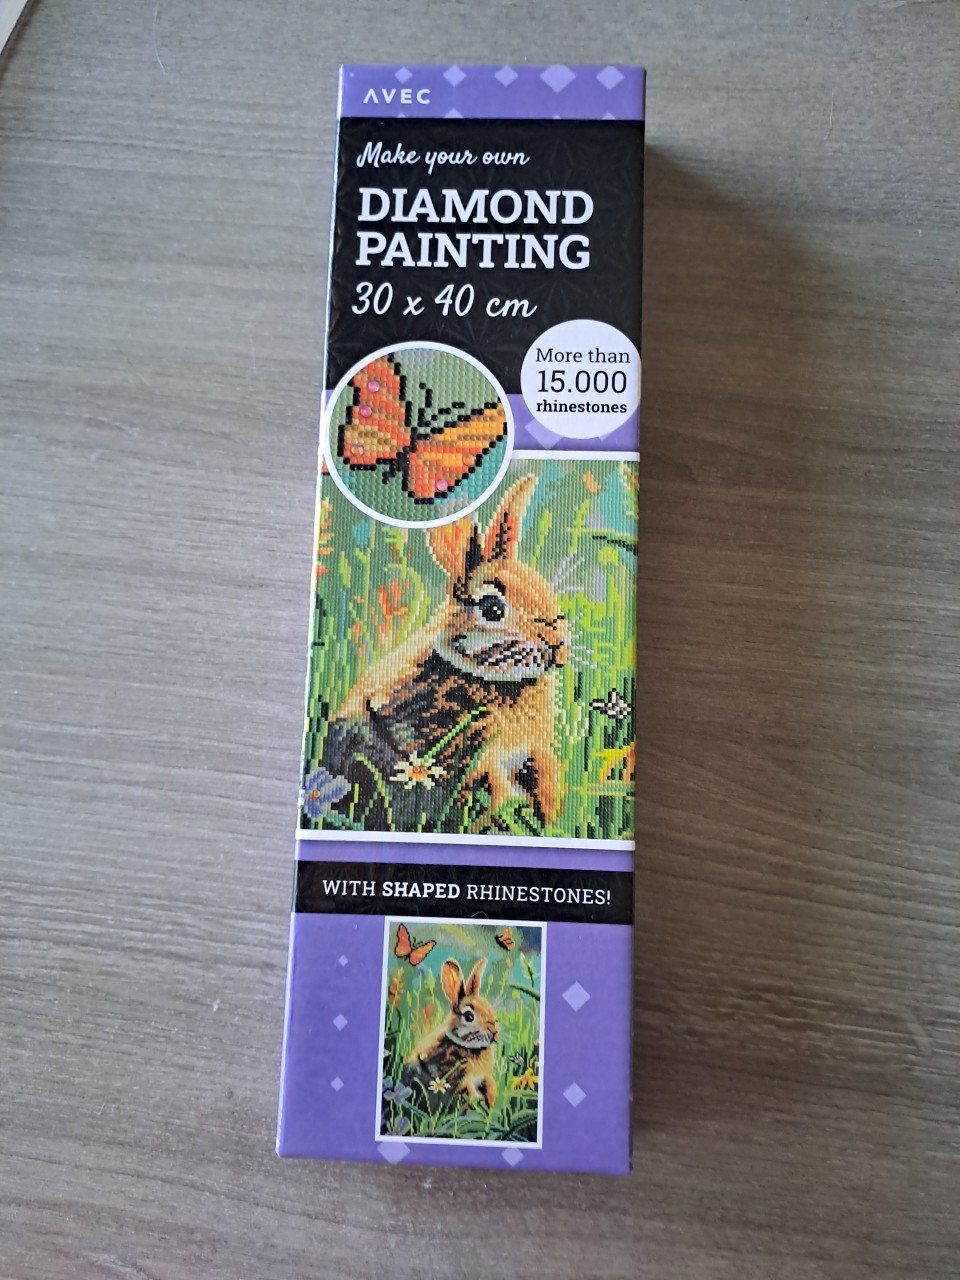 AVEC
Make your own
DIAMOND
PAINTING
30 x 40 cm
More than
15.000
rhinestones
WITH SHAPED RHINESTONES!